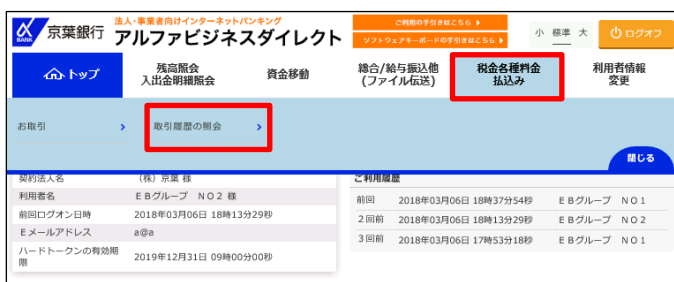 BANK 京葉銀行
法人・事業者向けインターネットバンキング
アルファビジネスダイレクト
ご利用の手引きはこちら
ソフトウェアキーボードの手引きはこちら
小 標準 大
ログオフ
トップ
残高照会
入出金明細照会
資金移動
総合/給与振込他
(ファイル伝送)
税金各種料金
払込み
利用者情報
変更
お取引 >
取引履歴の照会 >
閉じる
契約法人名 (株) 京葉 様
利用者名 EBグループ NO2 様
前回ログオン日時 2018年03月06日 18時13分29秒
Eメールアドレス a@a
ハードトークンの有効期
限 2019年12月31日 09時00分00秒
ご利用履歴
前回 2018年03月06日 18時37分54秒 EBグループ NO1
2回前 2018年03月06日 18時13分29秒 EBグループ NO2
3回前 2018年03月06日 17時53分18秒 EBグループ NO1